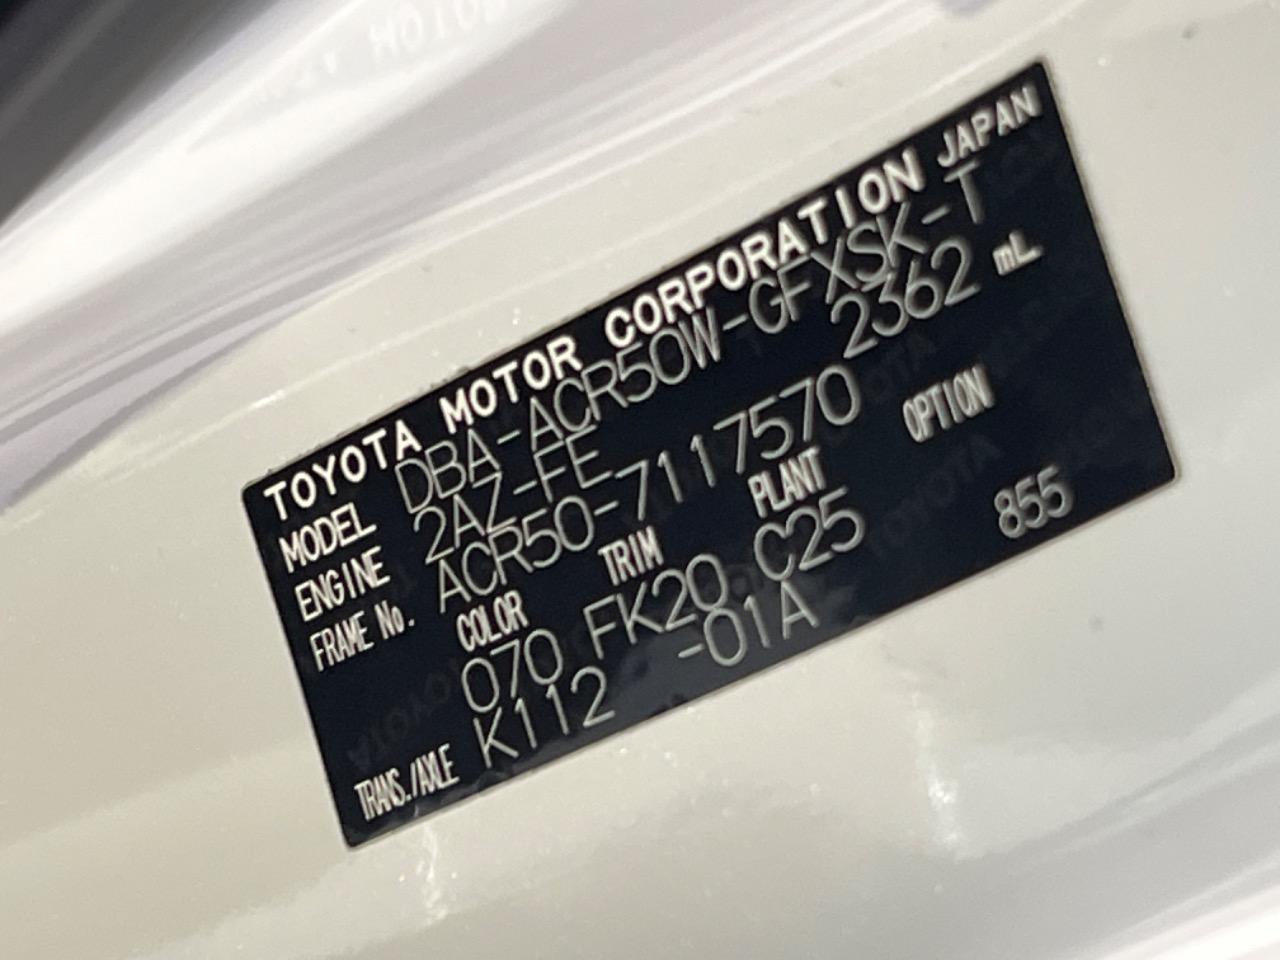 TOYOTA MOTOR CORPORATION JAPAN
MODEL DBA-ACR50W-GFXSK-T
ENGINE 2AZ-FE 2362 mL
FRAME No. ACR50-7117570
COLOR TRIM PLANT OPTION
070 FK20 C25 855
TRANS./AXLE K112 -01A